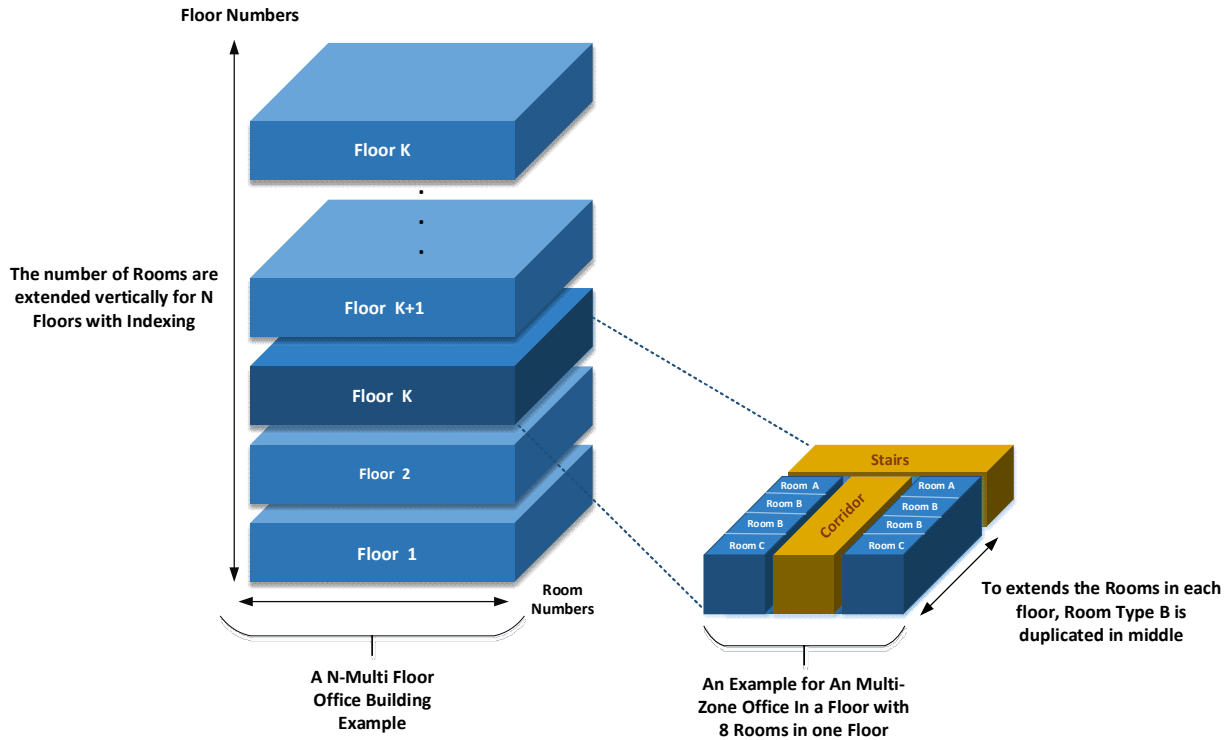 Floor Numbers
Floor K
.
.
.
The number of Rooms are
extended vertically for N
Floors with Indexing
Floor K+1
Floor K
Floor 2
Floor 1
Room
Numbers
A N-Multi Floor
Office Building
Example
Stairs
Corridor
Room A
Room B
Room B
Room C
Room A
Room B
Room B
Room C
To extends the Rooms in each
floor, Room Type B is
duplicated in middle
An Example for An Multi-
Zone Office In a Floor with
8 Rooms in one Floor